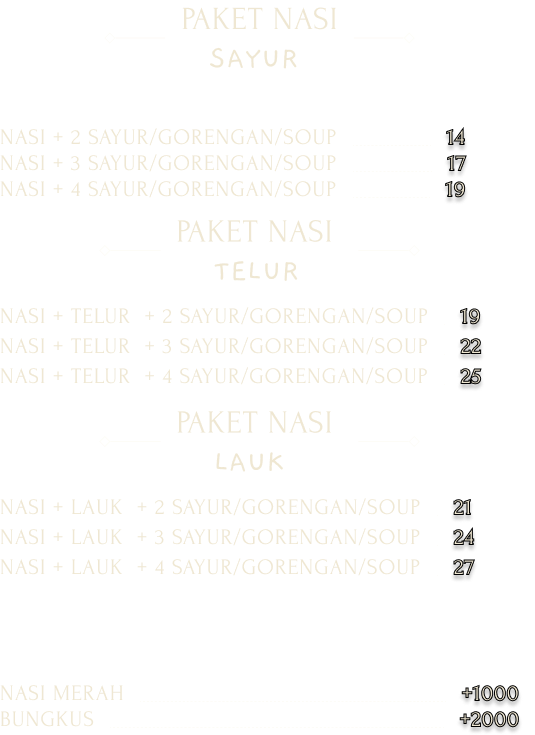 PAKET NASI
SAYUR
NASI + 2 SAYUR/GORENGAN/SOUP 14
NASI + 3 SAYUR/GORENGAN/SOUP 17
NASI + 4 SAYUR/GORENGAN/SOUP 19
PAKET NASI
TELUR
NASI + TELUR + 2 SAYUR/GORENGAN/SOUP 19
NASI + TELUR + 3 SAYUR/GORENGAN/SOUP 22
NASI + TELUR + 4 SAYUR/GORENGAN/SOUP 25
PAKET NASI
LAUK
NASI + LAUK + 2 SAYUR/GORENGAN/SOUP 21
NASI + LAUK + 3 SAYUR/GORENGAN/SOUP 24
NASI + LAUK + 4 SAYUR/GORENGAN/SOUP 27
NASI MERAH +1000
BUNGKUS +2000